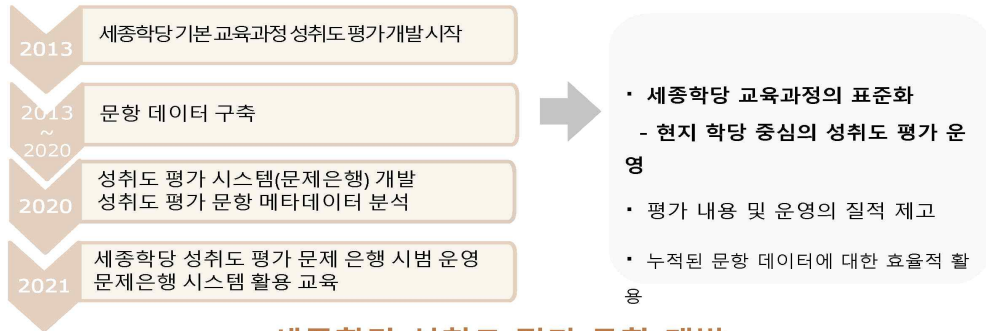 2013
세종학당 기본 교육과정 성취도 평가 개발 시작
2013
~
2020
문항 데이터 구축
2020
성취도 평가 시스템(문제은행) 개발
성취도 평가 문항 메타데이터 분석
2021
세종학당 성취도 평가 문제 은행 시범 운영
문제은행 시스템 활용 교육
· 세종학당 교육과정의 표준화
- 현지 학당 중심의 성취도 평가 운
영
· 평가 내용 및 운영의 질적 제고
· 누적된 문항 데이터에 대한 효율적 활
용